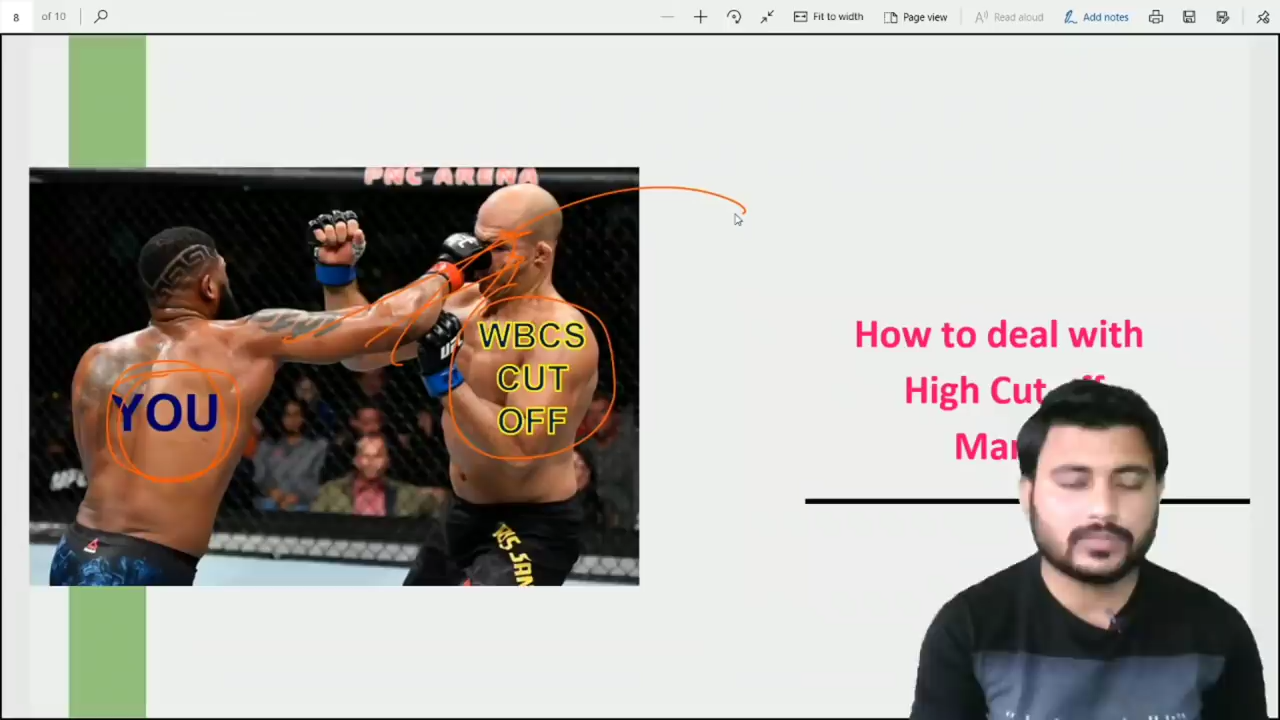 8 of 10
Fit to width
Page view
Read aloud
Add notes
PNC ARENA
YOU
WBCS
CUT
OFF
UFC
How to deal with
High Cut